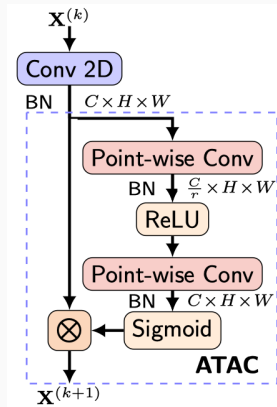 X^(k)
Conv 2D
BN C × H × W
Point-wise Conv
BN C/r × H × W
ReLU
Point-wise Conv
BN C × H × W
⊗ Sigmoid
ATAC
X^(k+1)